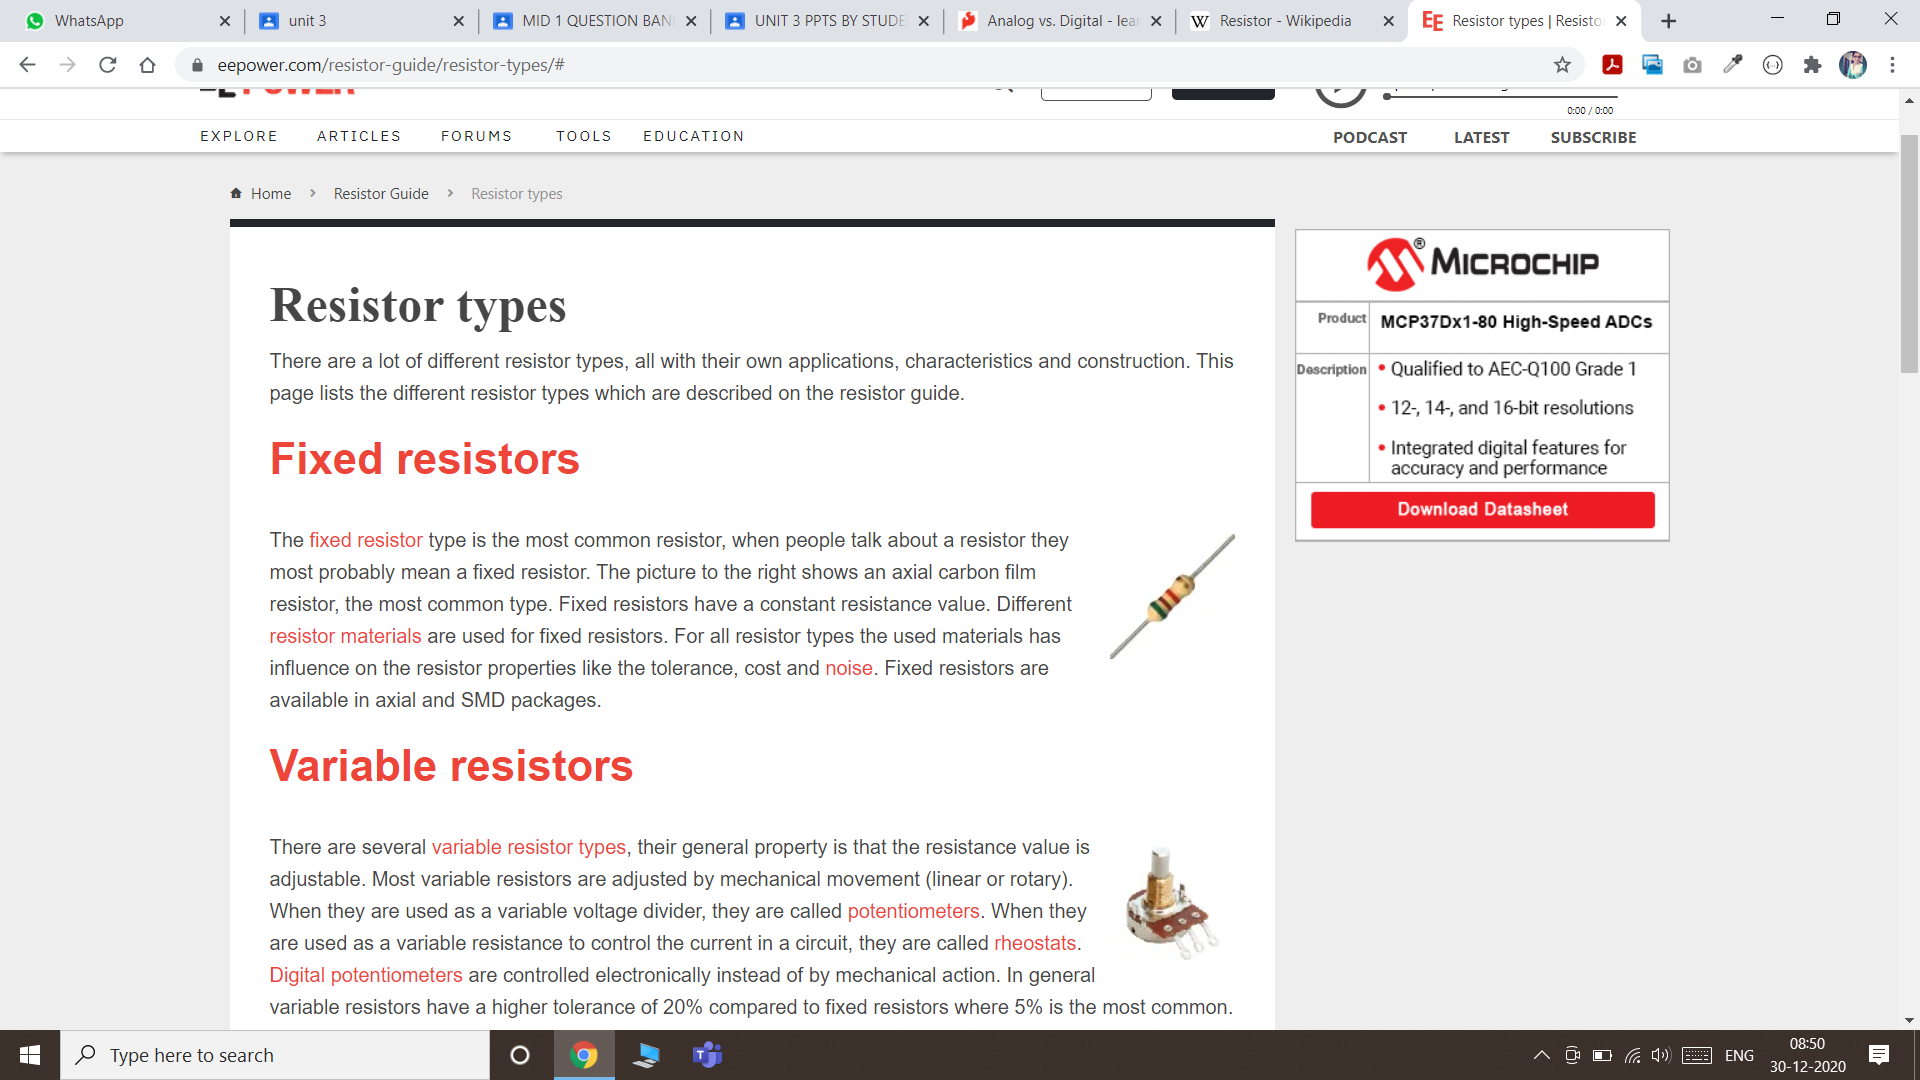 WhatsApp
unit 3
MID 1 QUESTION BAN
UNIT 3 PPTS BY STUDE
Analog vs. Digital - lear
Resistor - Wikipedia
EE Resistor types | Resisto
eepower.com/resistor-guide/resistor-types/#
POWER
0:00 / 0:00
EXPLORE ARTICLES FORUMS TOOLS EDUCATION
PODCAST LATEST SUBSCRIBE
Home > Resistor Guide > Resistor types
Resistor types
There are a lot of different resistor types, all with their own applications, characteristics and construction. This
page lists the different resistor types which are described on the resistor guide.
Fixed resistors
The fixed resistor type is the most common resistor, when people talk about a resistor they
most probably mean a fixed resistor. The picture to the right shows an axial carbon film
resistor, the most common type. Fixed resistors have a constant resistance value. Different
resistor materials are used for fixed resistors. For all resistor types the used materials has
influence on the resistor properties like the tolerance, cost and noise. Fixed resistors are
available in axial and SMD packages.
Variable resistors
There are several variable resistor types, their general property is that the resistance value is
adjustable. Most variable resistors are adjusted by mechanical movement (linear or rotary).
When they are used as a variable voltage divider, they are called potentiometers. When they
are used as a variable resistance to control the current in a circuit, they are called rheostats.
Digital potentiometers are controlled electronically instead of by mechanical action. In general
variable resistors have a higher tolerance of 20% compared to fixed resistors where 5% is the most common.
MICROCHIP®
Product MCP37Dx1-80 High-Speed ADCs
Description • Qualified to AEC-Q100 Grade 1
• 12-, 14-, and 16-bit resolutions
• Integrated digital features for
accuracy and performance
Download Datasheet
Type here to search
ENG
08:50
30-12-2020